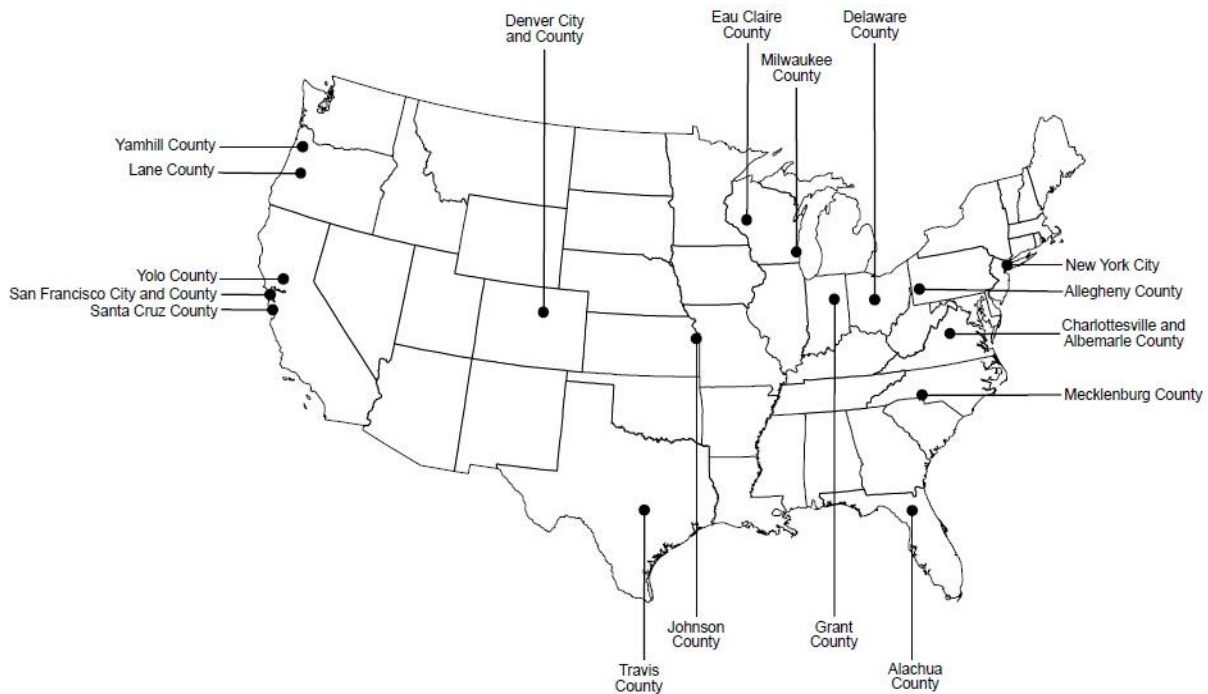 Denver City
and County
Eau Claire
County
Delaware
County
Milwaukee
County
Yamhill County
Lane County
Yolo County
San Francisco City and County
Santa Cruz County
New York City
Allegheny County
Charlottesville and
Albemarle County
Mecklenburg County
Johnson
County
Grant
County
Travis
County
Alachua
County